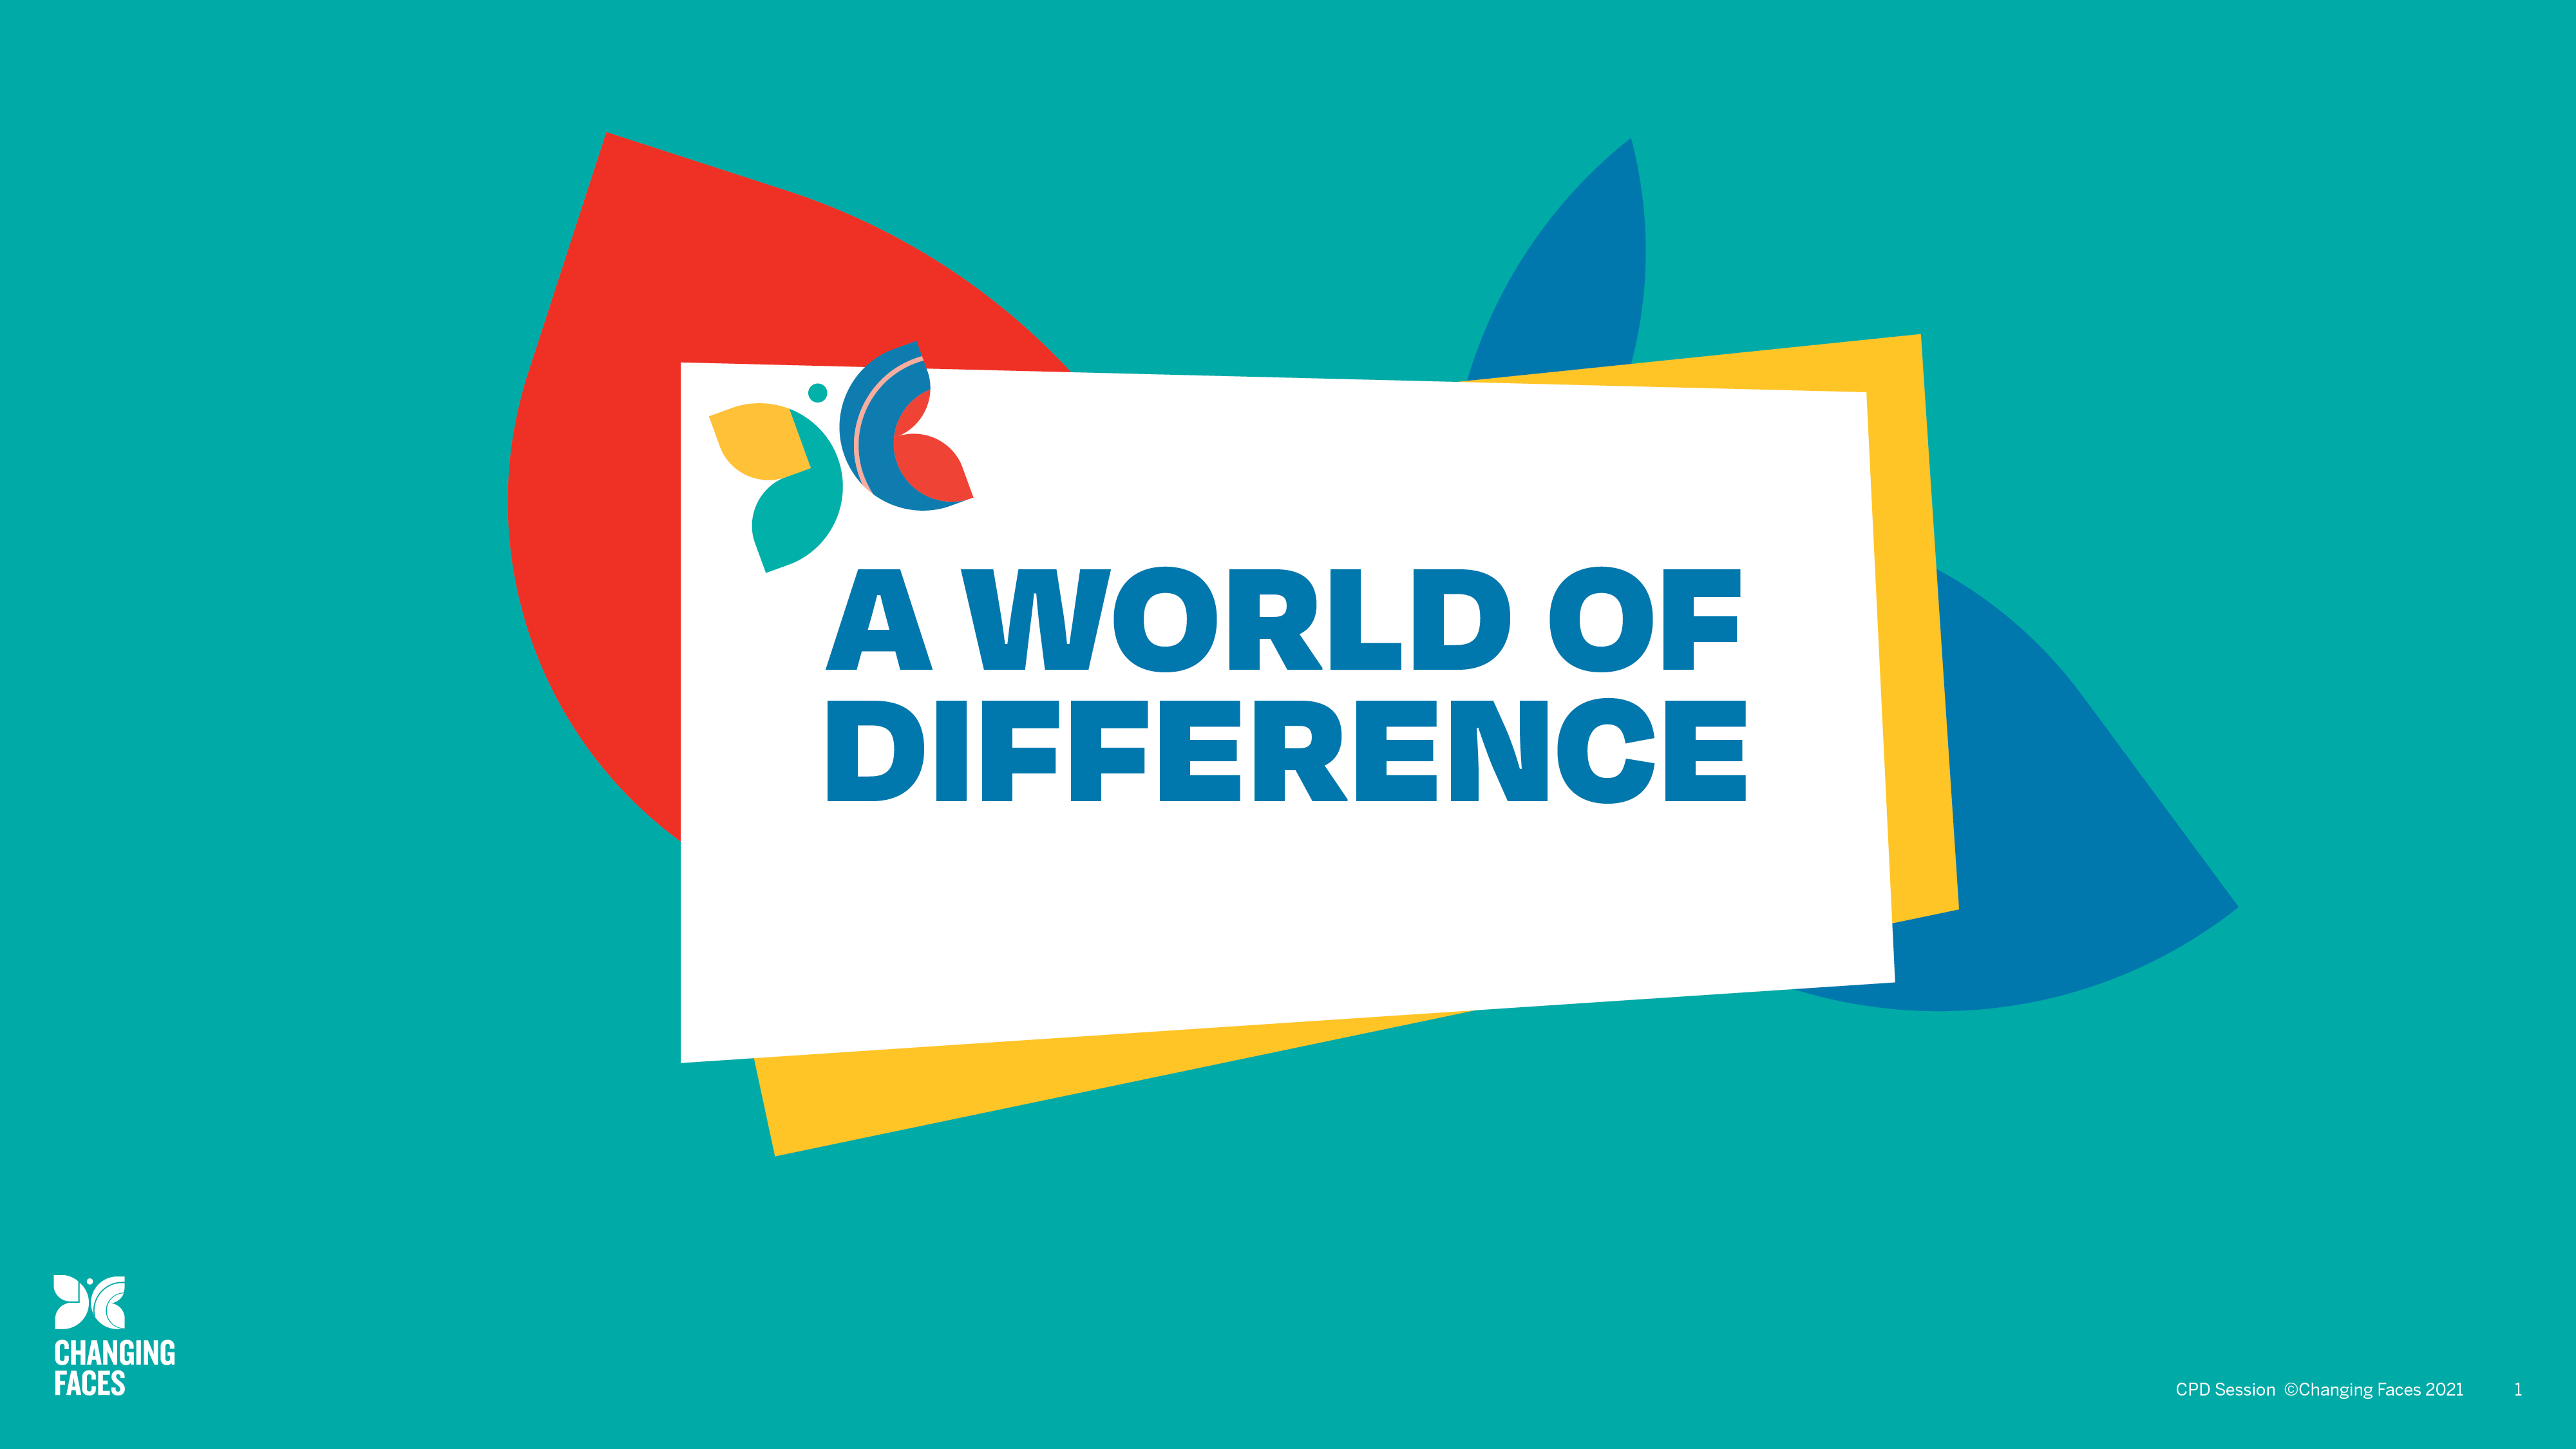 A WORLD OF
DIFFERENCE
CHANGING
FACES
CPD Session ©Changing Faces 2021 1